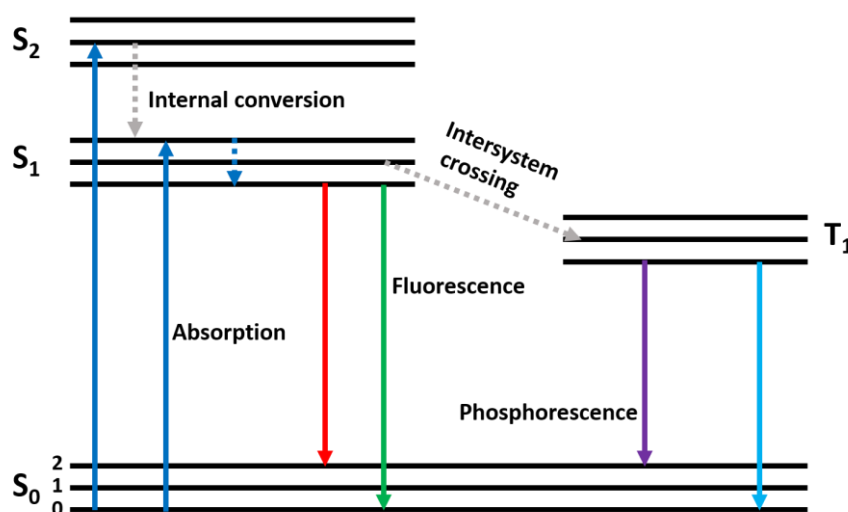 S2
Internal conversion
S1
Intersystem
crossing
T1
Fluorescence
Absorption
Phosphorescence
2
S0 1
0